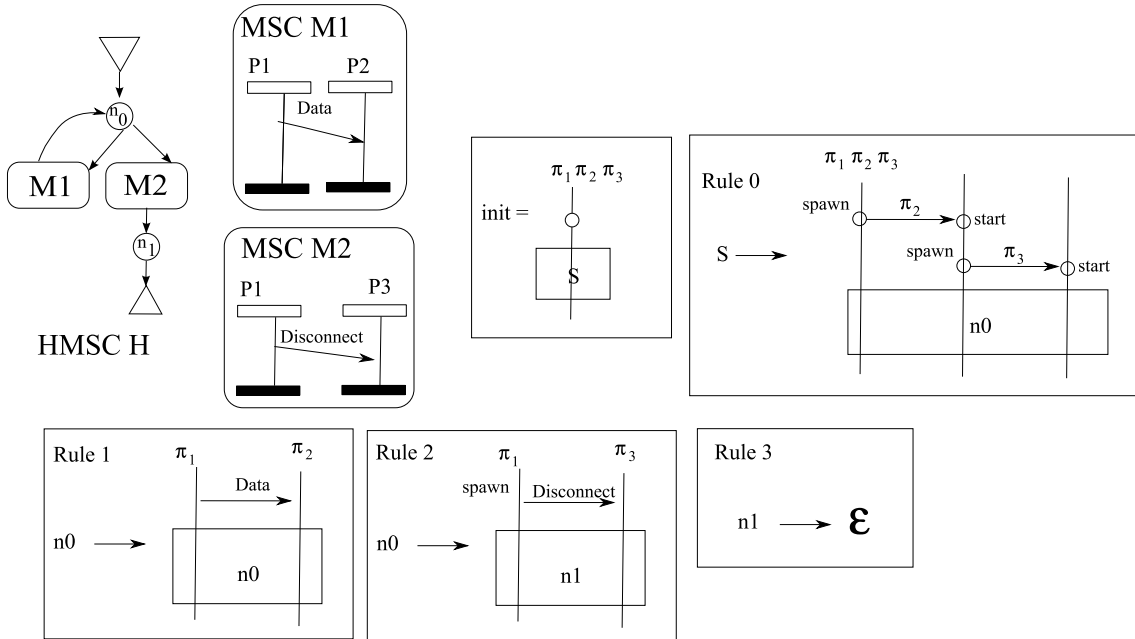 MSC M1
P1 P2
Data
n0
M1 M2
n1
HMSC H
MSC M2
P1 P3
Disconnect
π1 π2 π3
init =
S
π1 π2 π3
Rule 0
spawn π2 start
S
spawn π3 start
n0
Rule 1
π1 π2
Data
n0
n0
Rule 2
π1 π3
spawn Disconnect
n0
n1
Rule 3
n1 ε